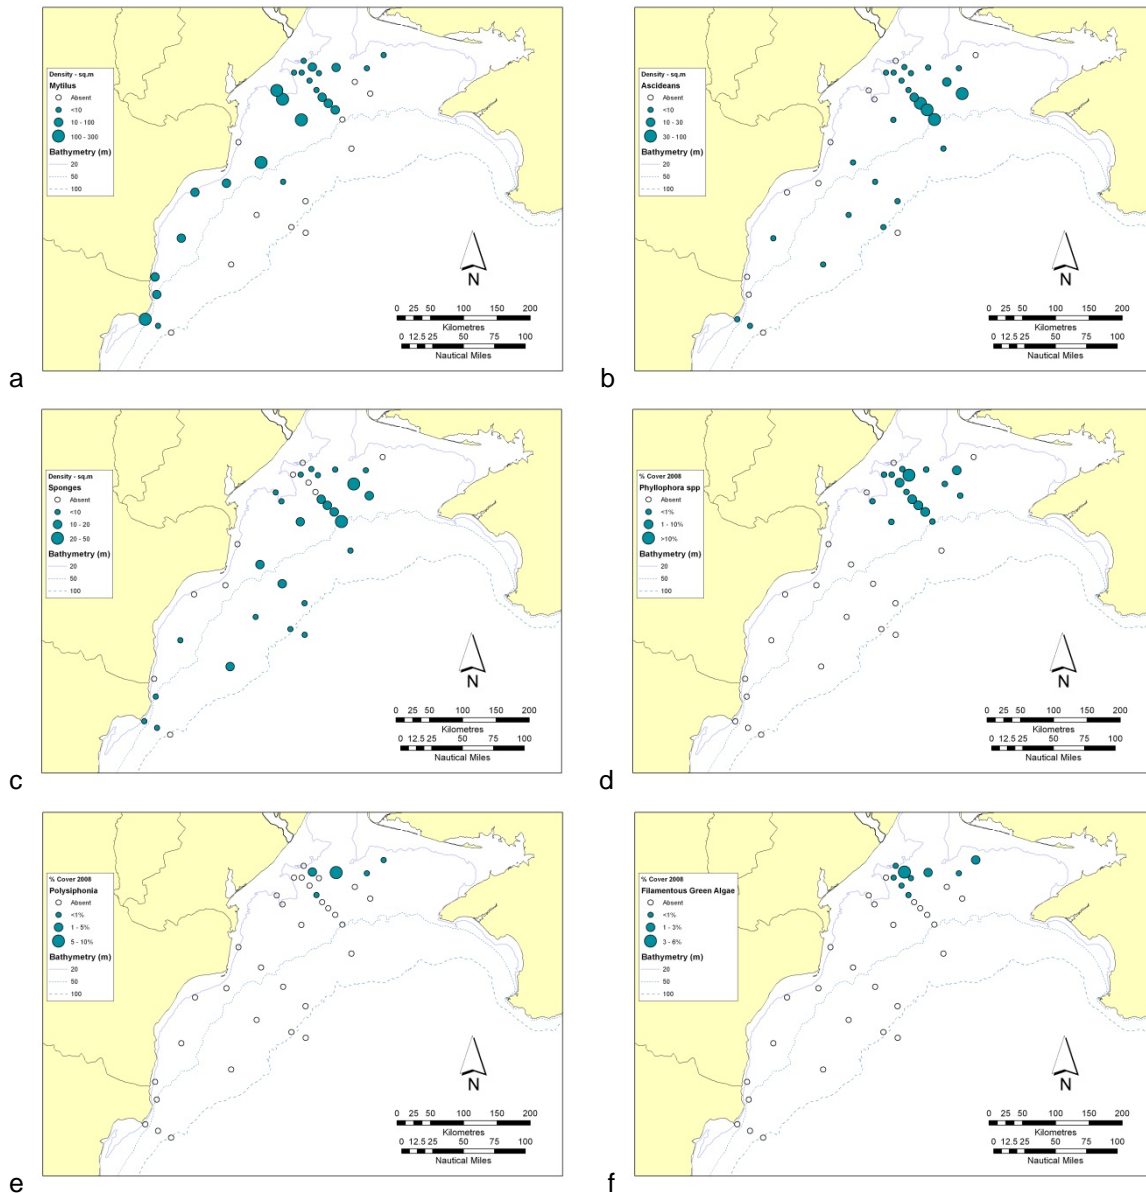 Density - sq.m
Mytilus
Absent
<10
10 - 100
100 - 300
Bathymetry (m)
20
50
100
N
0 25 50 100 150 200
Kilometres
0 12.5 25 50 75 100
Nautical Miles
a
Density - sq.m
Ascideans
Absent
<10
10 - 30
30 - 100
Bathymetry (m)
20
50
100
N
0 25 50 100 150 200
Kilometres
0 12.5 25 50 75 100
Nautical Miles
b
Density - sq.m
Sponges
Absent
<10
10 - 20
20 - 50
Bathymetry (m)
20
50
100
N
0 25 50 100 150 200
Kilometres
0 12.5 25 50 75 100
Nautical Miles
c
% Cover 2008
Phyllophora spp
Absent
<1%
1 - 10%
>10%
Bathymetry (m)
20
50
100
N
0 25 50 100 150 200
Kilometres
0 12.5 25 50 75 100
Nautical Miles
d
% Cover 2008
Polysiphonia
Absent
<1%
1 - 5%
5 - 10%
Bathymetry (m)
20
50
100
N
0 25 50 100 150 200
Kilometres
0 12.5 25 50 75 100
Nautical Miles
e
% Cover 2008
Filamentous Green Algae
Absent
<1%
1 - 3%
3 - 6%
Bathymetry (m)
20
50
100
N
0 25 50 100 150 200
Kilometres
0 12.5 25 50 75 100
Nautical Miles
f